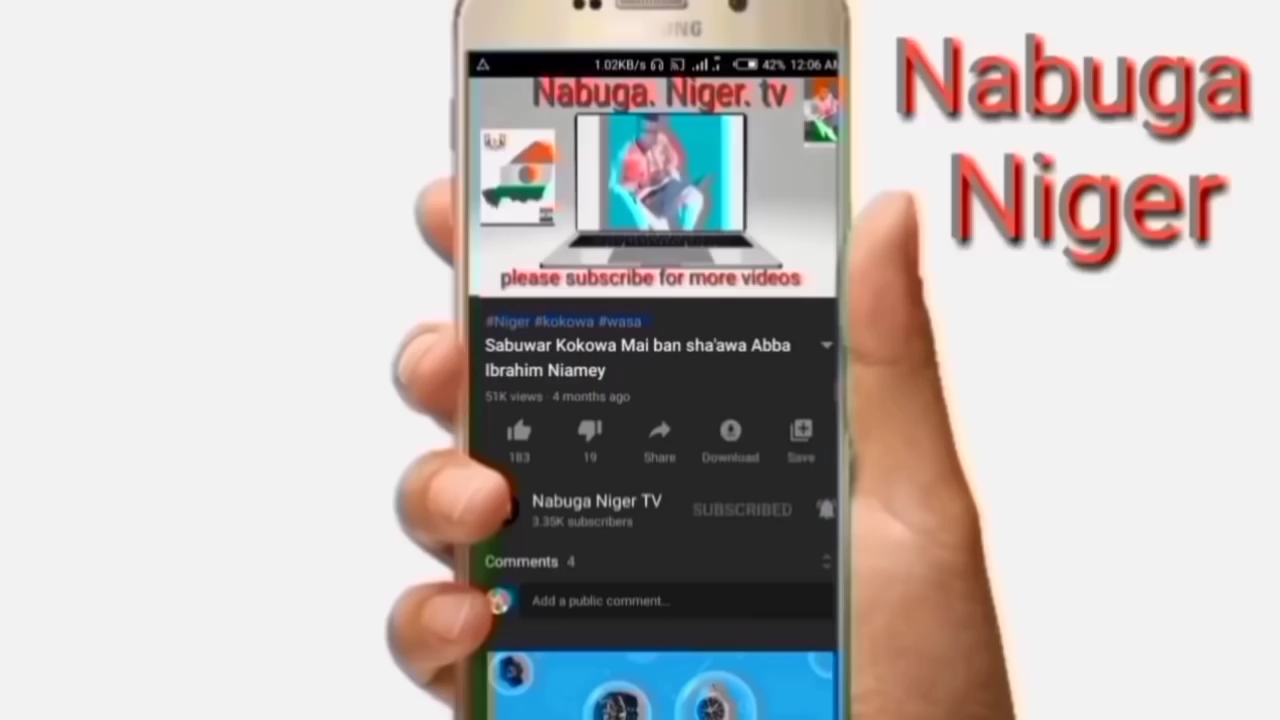 Nabuga
Niger
1.02KB/s 42% 12:06 AM
Nabuga. Niger. tv
please subscribe for more videos
#Niger #kokowa #wasa
Sabuwar Kokowa Mai ban sha'awa Abba
Ibrahim Niamey
51K views · 4 months ago
183 19 Share Download Save
Nabuga Niger TV SUBSCRIBED
3.35K subscribers
Comments 4
Add a public comment...